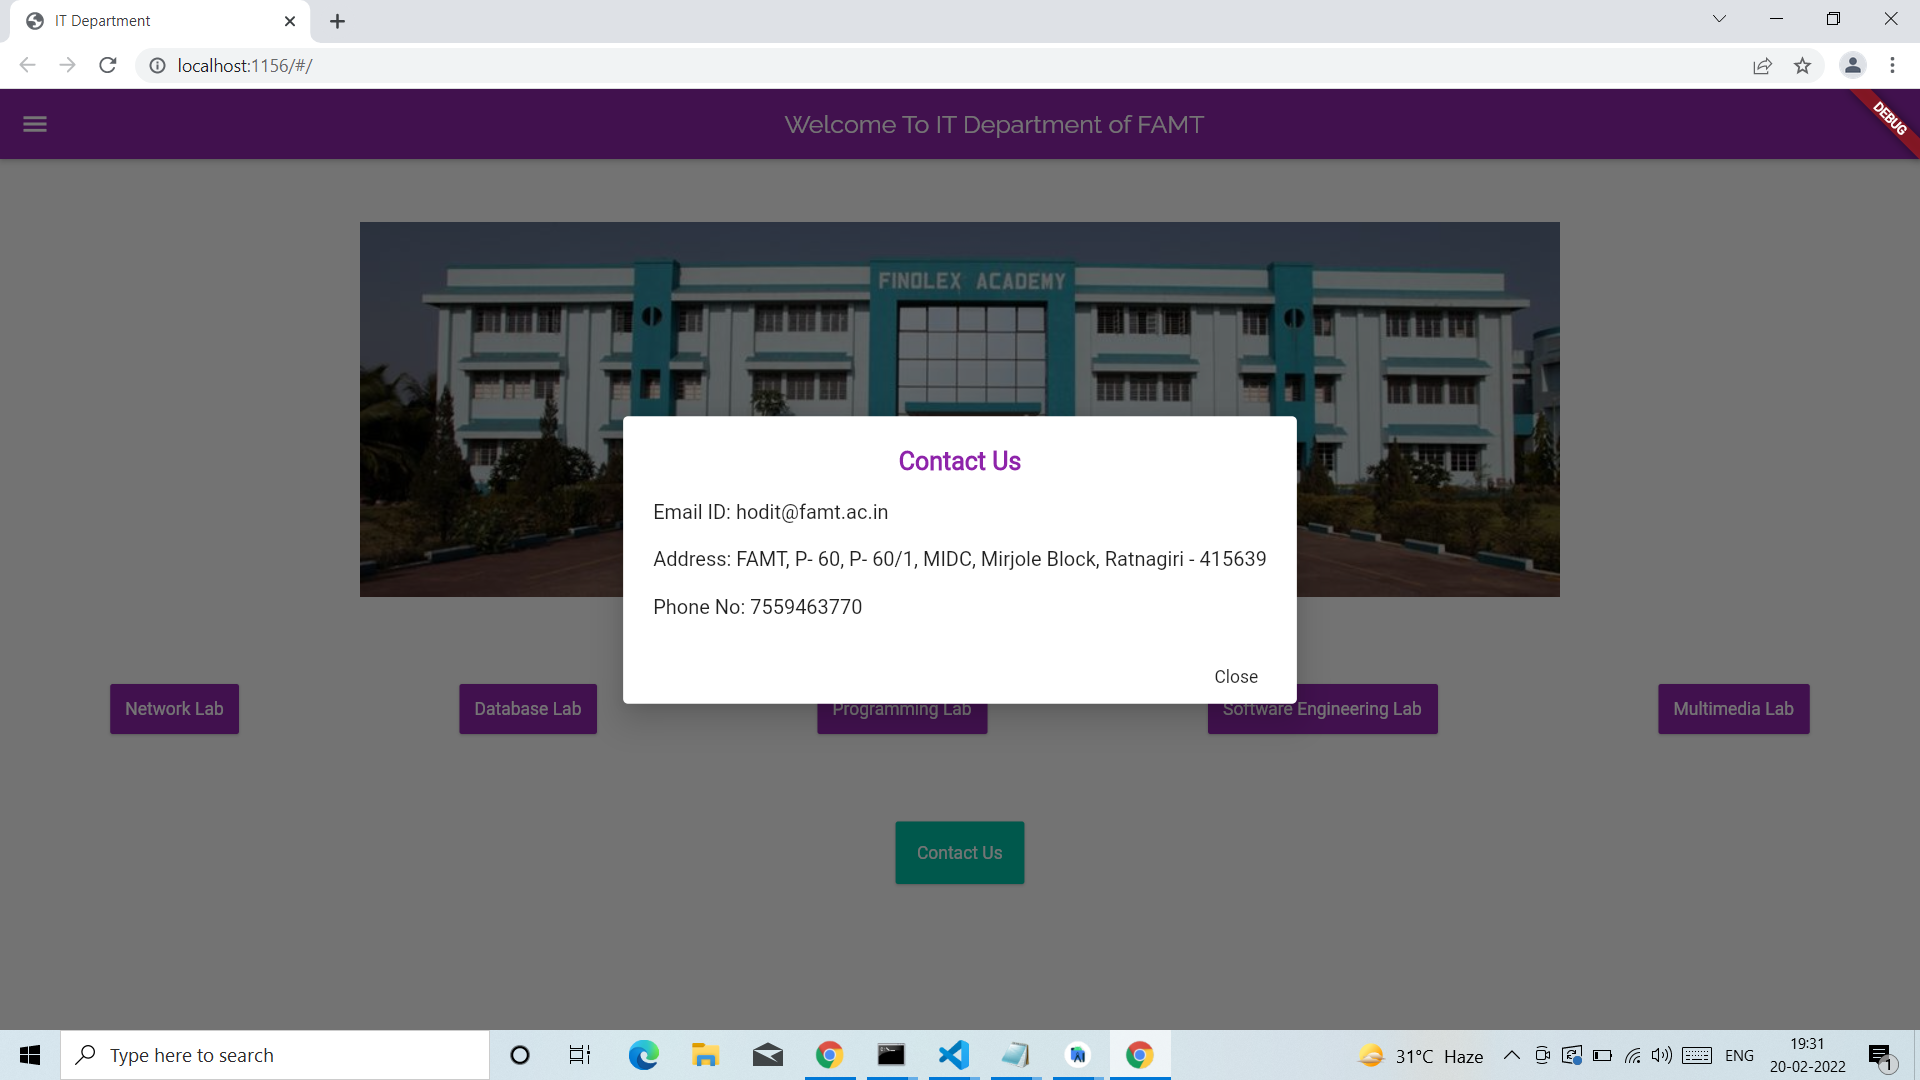 IT Department
localhost:1156/#/
Welcome To IT Department of FAMT
DEBUG
FINOLEX ACADEMY
Contact Us
Email ID: hodit@famt.ac.in
Address: FAMT, P- 60, P- 60/1, MIDC, Mirjole Block, Ratnagiri - 415639
Phone No: 7559463770
Close
Network Lab
Database Lab
Programming Lab
Software Engineering Lab
Multimedia Lab
Contact Us
Type here to search
31°C Haze
ENG
19:31
20-02-2022
1